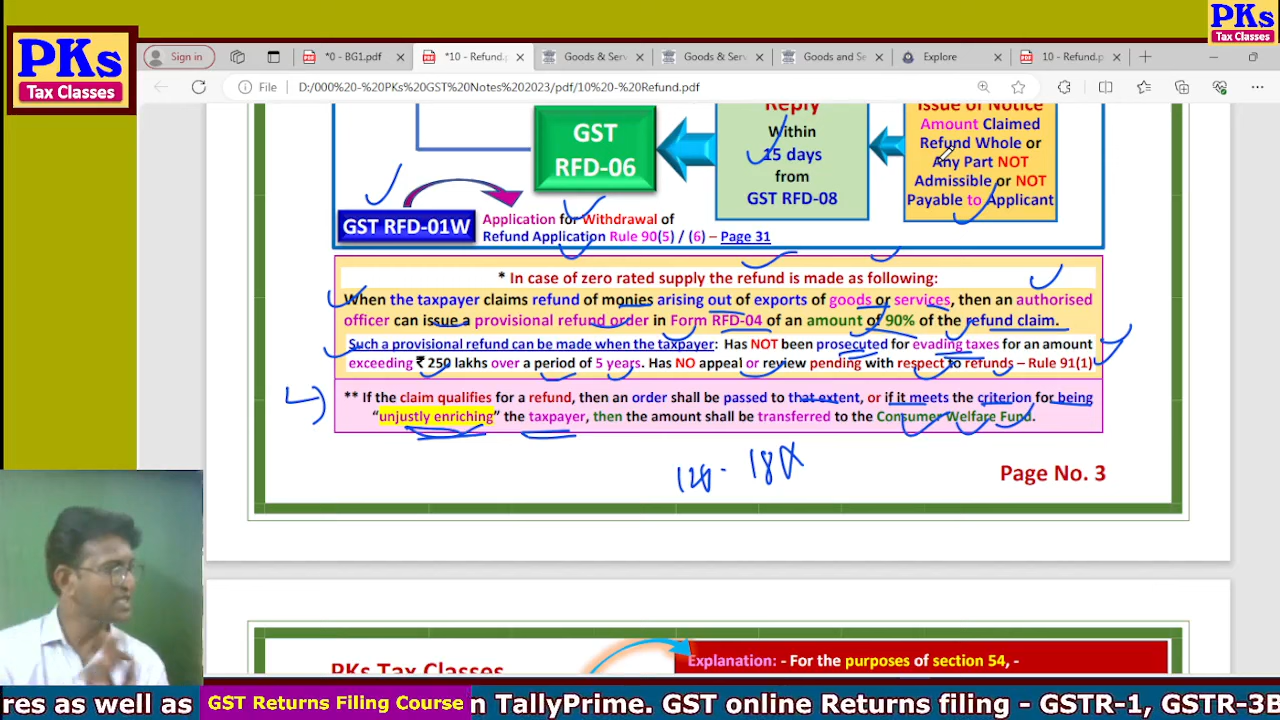 PKs
Tax Classes
PKs
Tax Classes
Sign in
*0 - BG1.pdf
*10 - Refund.p
Goods & Serv
Goods & Serv
Goods and Se
Explore
10 - Refund.p
File
D:/000%20-%20PKs%20GST%20Notes%202023/pdf/10%20-%20Refund.pdf
GST
RFD-06
Reply
Within
15 days
from
GST RFD-08
Issue of Notice
Amount Claimed
Refund Whole or
Any Part NOT
Admissible or NOT
Payable to Applicant
GST RFD-01W
Application for Withdrawal of
Refund Application Rule 90(5) / (6) – Page 31
* In case of zero rated supply the refund is made as following:
When the taxpayer claims refund of monies arising out of exports of goods or services, then an authorised
officer can issue a provisional refund order in Form RFD-04 of an amount of 90% of the refund claim.
Such a provisional refund can be made when the taxpayer: Has NOT been prosecuted for evading taxes for an amount
exceeding ₹ 250 lakhs over a period of 5 years. Has NO appeal or review pending with respect to refunds – Rule 91(1)
** If the claim qualifies for a refund, then an order shall be passed to that extent, or if it meets the criterion for being
“unjustly enriching” the taxpayer, then the amount shall be transferred to the Consumer Welfare Fund.
Page No. 3
PKs Tax Classes
Explanation: - For the purposes of section 54, -
res as well as
GST Returns Filing Course
n TallyPrime. GST online Returns filing - GSTR-1, GSTR-3B